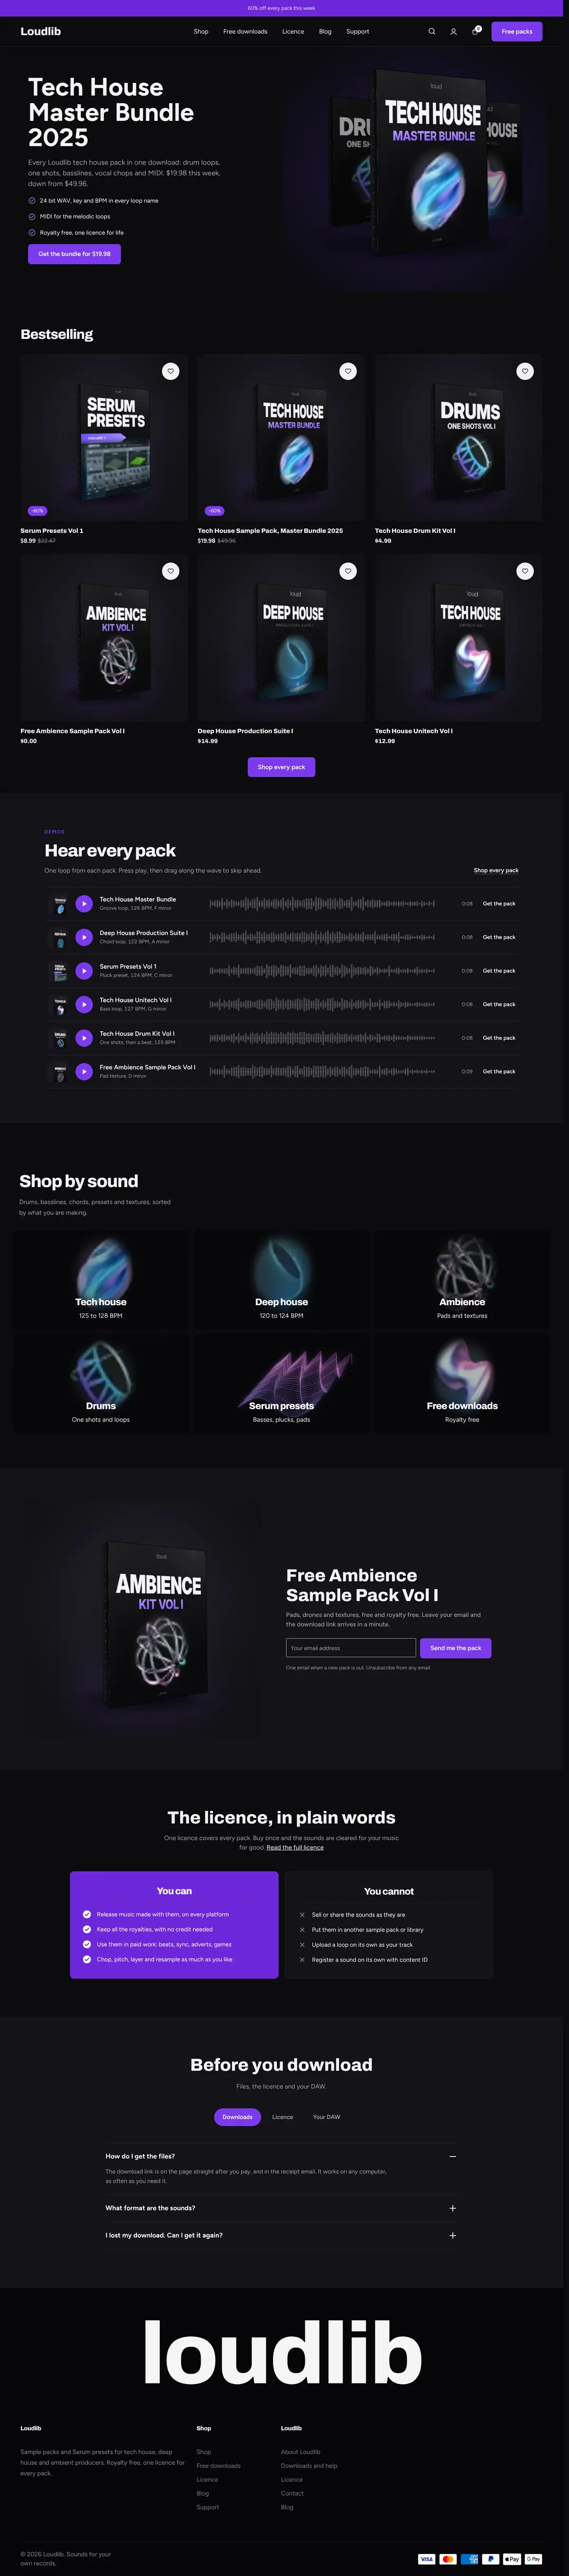 60% off every pack this week
Loudlib
Shop
Free downloads
Licence
Blog
Support
0
Free packs
Tech House
Master Bundle
2025
Every Loudlib tech house pack in one download: drum loops,
one shots, basslines, vocal chops and MIDI. $19.98 this week,
down from $49.96.
24 bit WAV, key and BPM in every loop name
MIDI for the melodic loops
Royalty free, one licence for life
Get the bundle for $19.98
loud
TECH HOUSE
MASTER BUNDLE
Bestselling
SERUM
PRESETS
VOLUME 1
-60%
TECH HOUSE
MASTER BUNDLE
-60%
DRUMS
ONE SHOTS VOL I
Serum Presets Vol 1
$8.99 $22.47
Tech House Sample Pack, Master Bundle 2025
$19.98 $49.96
Tech House Drum Kit Vol I
$4.99
AMBIENCE
KIT VOL I
loud
DEEP HOUSE
PRODUCTION SUITE I
loud
TECH HOUSE
UNITECH VOL I
Free Ambience Sample Pack Vol I
$0.00
Deep House Production Suite I
$14.99
Tech House Unitech Vol I
$12.99
Shop every pack
DEMOS
Hear every pack
One loop from each pack. Press play, then drag along the wave to skip ahead.
Shop every pack
Tech House Master Bundle
Groove loop, 126 BPM, F minor
0:08
Get the pack
Deep House Production Suite I
Chord loop, 122 BPM, A minor
0:08
Get the pack
Serum Presets Vol 1
Pluck preset, 124 BPM, C minor
0:08
Get the pack
Tech House Unitech Vol I
Bass loop, 127 BPM, G minor
0:08
Get the pack
Tech House Drum Kit Vol I
One shots, then a beat, 125 BPM
0:08
Get the pack
Free Ambience Sample Pack Vol I
Pad texture, D minor
0:09
Get the pack
Shop by sound
Drums, basslines, chords, presets and textures, sorted
by what you are making.
Tech house
125 to 128 BPM
Deep house
120 to 124 BPM
Ambience
Pads and textures
Drums
One shots and loops
Serum presets
Basses, plucks, pads
Free downloads
Royalty free
loud
AMBIENCE
KIT VOL I
Free Ambience
Sample Pack Vol I
Pads, drones and textures, free and royalty free. Leave your email and
the download link arrives in a minute.
Your email address
Send me the pack
One email when a new pack is out. Unsubscribe from any email.
The licence, in plain words
One licence covers every pack. Buy once and the sounds are cleared for your music
for good. Read the full licence
You can
Release music made with them, on every platform
Keep all the royalties, with no credit needed
Use them in paid work: beats, sync, adverts, games
Chop, pitch, layer and resample as much as you like
You cannot
Sell or share the sounds as they are
Put them in another sample pack or library
Upload a loop on its own as your track
Register a sound on its own with content ID
Before you download
Files, the licence and your DAW.
Downloads
Licence
Your DAW
How do I get the files?
The download link is on the page straight after you pay, and in the receipt email. It works on any computer,
as often as you need it.
What format are the sounds?
I lost my download. Can I get it again?
loudlib
Loudlib
Sample packs and Serum presets for tech house, deep
house and ambient producers. Royalty free, one licence for
every pack.
Shop
Shop
Free downloads
Licence
Blog
Support
Loudlib
About Loudlib
Downloads and help
Licence
Contact
Blog
© 2026 Loudlib. Sounds for your
own records.
VISA
PayPal
Pay
G Pay